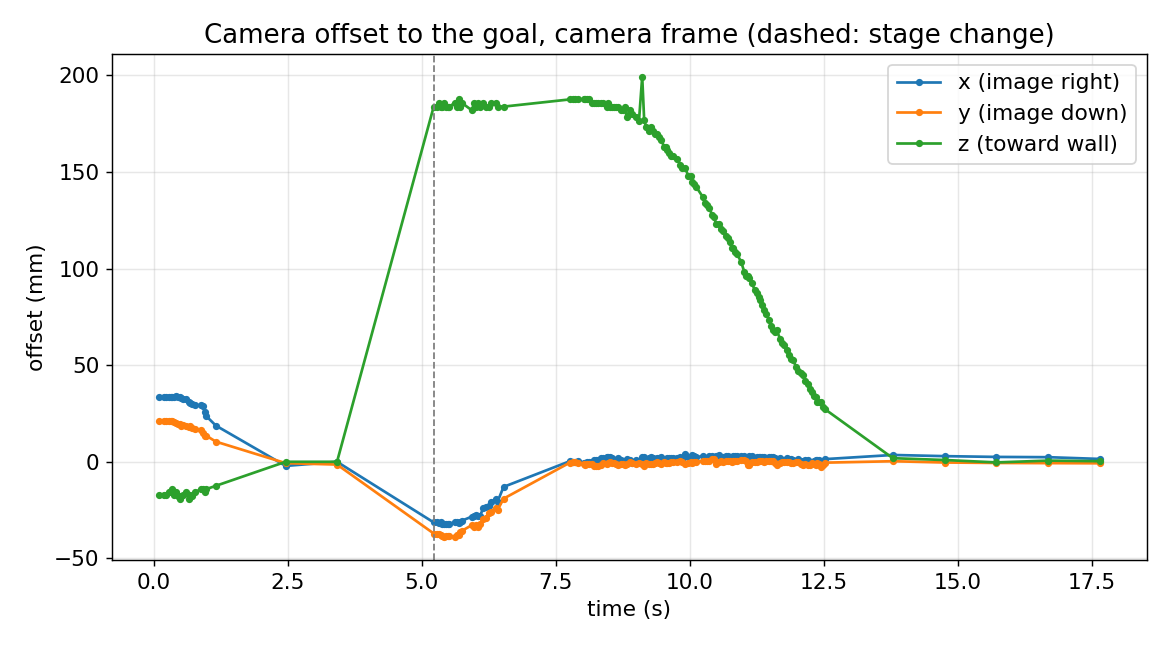 Camera offset to the goal, camera frame (dashed: stage change)
200
150
100
50
0
−50
offset (mm)
x (image right)
y (image down)
z (toward wall)
0.0 2.5 5.0 7.5 10.0 12.5 15.0 17.5
time (s)